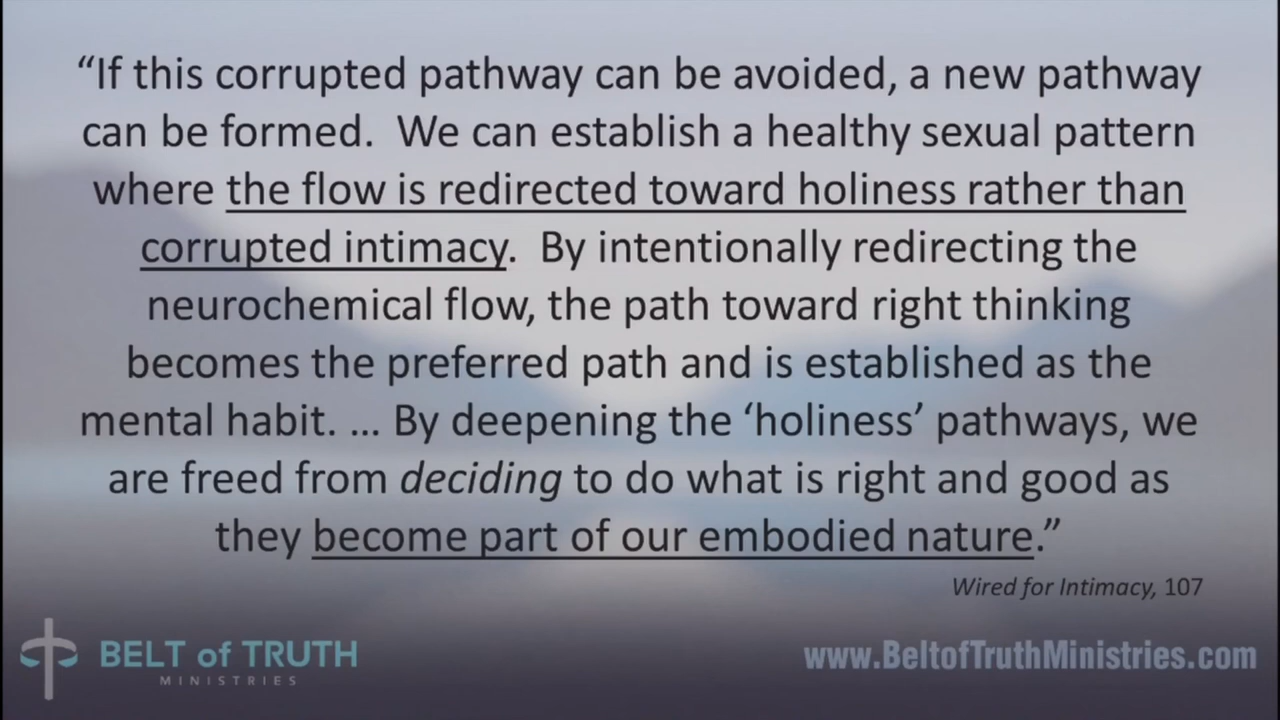 “If this corrupted pathway can be avoided, a new pathway
can be formed.  We can establish a healthy sexual pattern
where the flow is redirected toward holiness rather than
corrupted intimacy.  By intentionally redirecting the
neurochemical flow, the path toward right thinking
becomes the preferred path and is established as the
mental habit. … By deepening the ‘holiness’ pathways, we
are freed from deciding to do what is right and good as
they become part of our embodied nature.”
Wired for Intimacy, 107
BELT of TRUTH
MINISTRIES
www.BeltofTruthMinistries.com